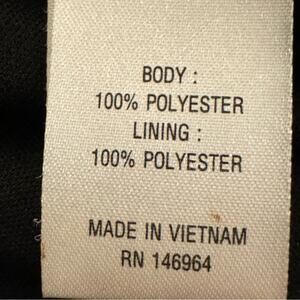 BODY :
100% POLYESTER
LINING :
100% POLYESTER
MADE IN VIETNAM
RN 146964